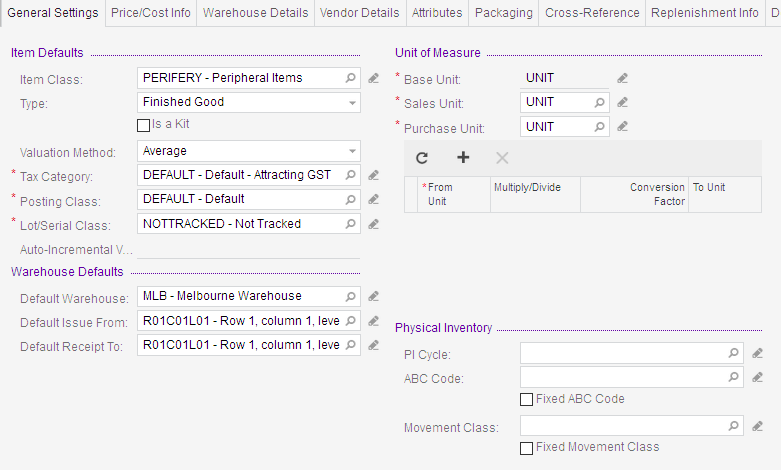 General Settings Price/Cost Info Warehouse Details Vendor Details Attributes Packaging Cross-Reference Replenishment Info D
Item Defaults
Item Class: PERIFERY - Peripheral Items
Type: Finished Good
Is a Kit
Valuation Method: Average
* Tax Category: DEFAULT - Default - Attracting GST
* Posting Class: DEFAULT - Default
* Lot/Serial Class: NOTTRACKED - Not Tracked
Auto-Incremental V...
Warehouse Defaults
Default Warehouse: MLB - Melbourne Warehouse
Default Issue From: R01C01L01 - Row 1, column 1, leve
Default Receipt To: R01C01L01 - Row 1, column 1, leve
Unit of Measure
* Base Unit: UNIT
* Sales Unit: UNIT
* Purchase Unit: UNIT
* From Multiply/Divide Conversion To Unit
Unit Factor
Physical Inventory
PI Cycle:
ABC Code:
Fixed ABC Code
Movement Class:
Fixed Movement Class